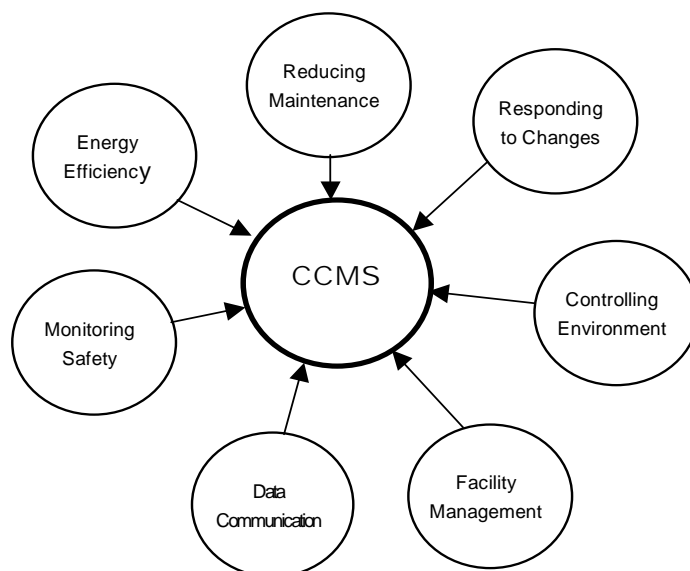 Reducing
Maintenance
Responding
to Changes
Energy
Efficiency
CCMS
Controlling
Environment
Monitoring
Safety
Facility
Management
Data
Communication